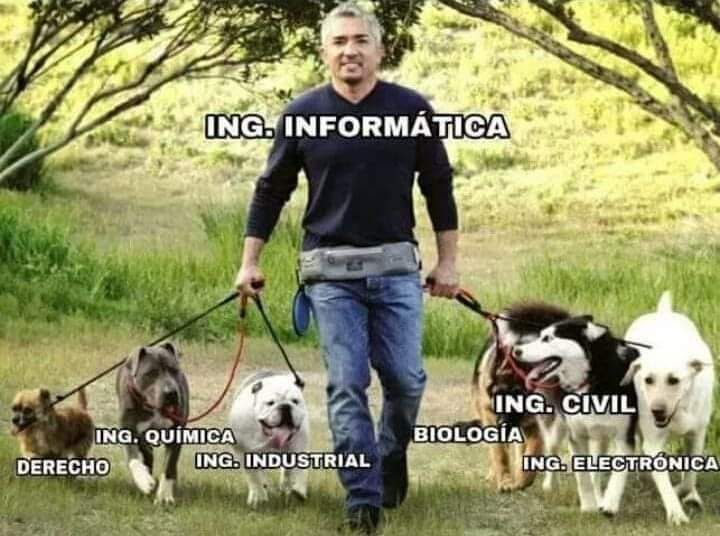 ING. INFORMÁTICA
ING. CIVIL
ING. QUÍMICA
BIOLOGÍA
DERECHO
ING. INDUSTRIAL
ING. ELECTRÓNICA